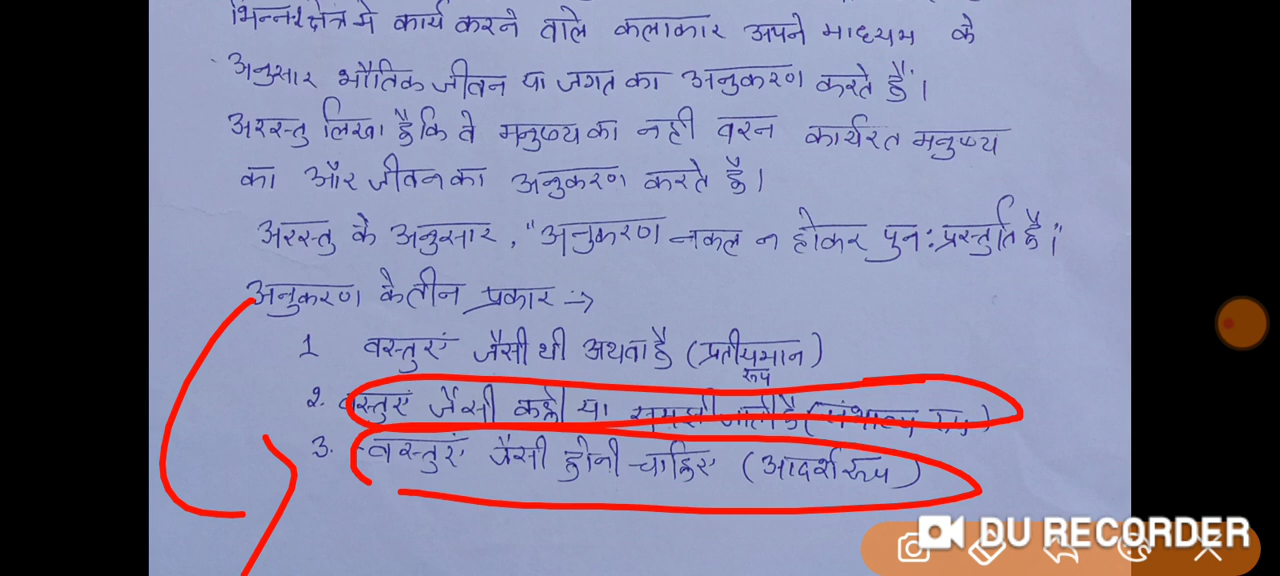 भिन्न२ क्षेत्र मे कार्य करने वाले कलाकार अपने माध्यम के
अनुसार भौतिक जीवन या जगत का अनुकरण करते हैं।
अरस्तु लिखा है कि वे मनुष्य का नही वरन कार्यरत मनुष्य
का और जीवन का अनुकरण करते है।
अरस्तु के अनुसार, "अनुकरण नकल न होकर पुन: प्रस्तुति है।"
अनुकरण के तीन प्रकार →
1 वस्तुएं जैसी थी अथवा है (प्रतीयमान रूप)
2. वस्तुएं जैसी कही या समझी जाती है (संभाव्य रूप)
3. वस्तुएं जैसी होनी चाहिए (आदर्श रूप)
DU RECORDER